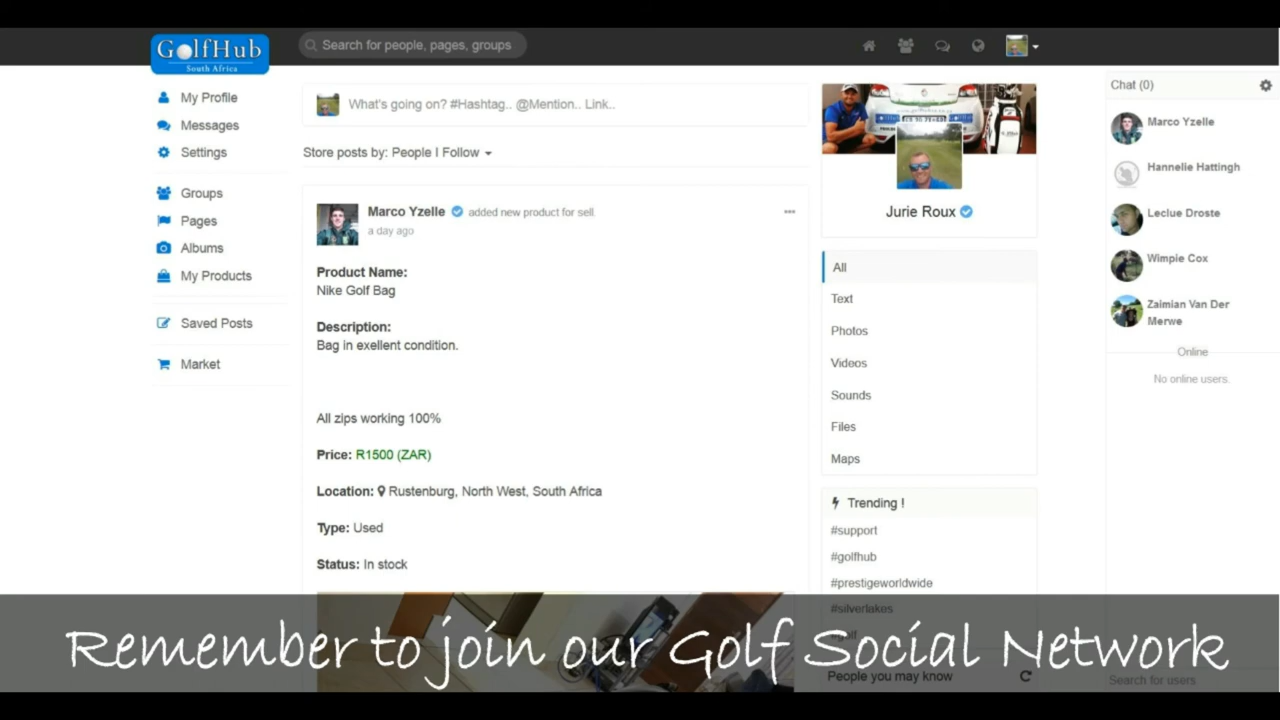 GolfHub
South Africa
Search for people, pages, groups
My Profile
Messages
Settings
Groups
Pages
Albums
My Products
Saved Posts
Market
What's going on? #Hashtag.. @Mention.. Link..
Store posts by: People I Follow
Marco Yzelle added new product for sell.
a day ago
Product Name:
Nike Golf Bag
Description:
Bag in exellent condition.
All zips working 100%
Price: R1500 (ZAR)
Location: Rustenburg, North West, South Africa
Type: Used
Status: In stock
Jurie Roux
All
Text
Photos
Videos
Sounds
Files
Maps
Trending !
#support
#golfhub
#prestigeworldwide
#silverlakes
#golf
People you may know
Chat (0)
Marco Yzelle
Hannelie Hattingh
Leclue Droste
Wimpie Cox
Zaimian Van Der
Merwe
Online
No online users.
Search for users
Remember to join our Golf Social Network